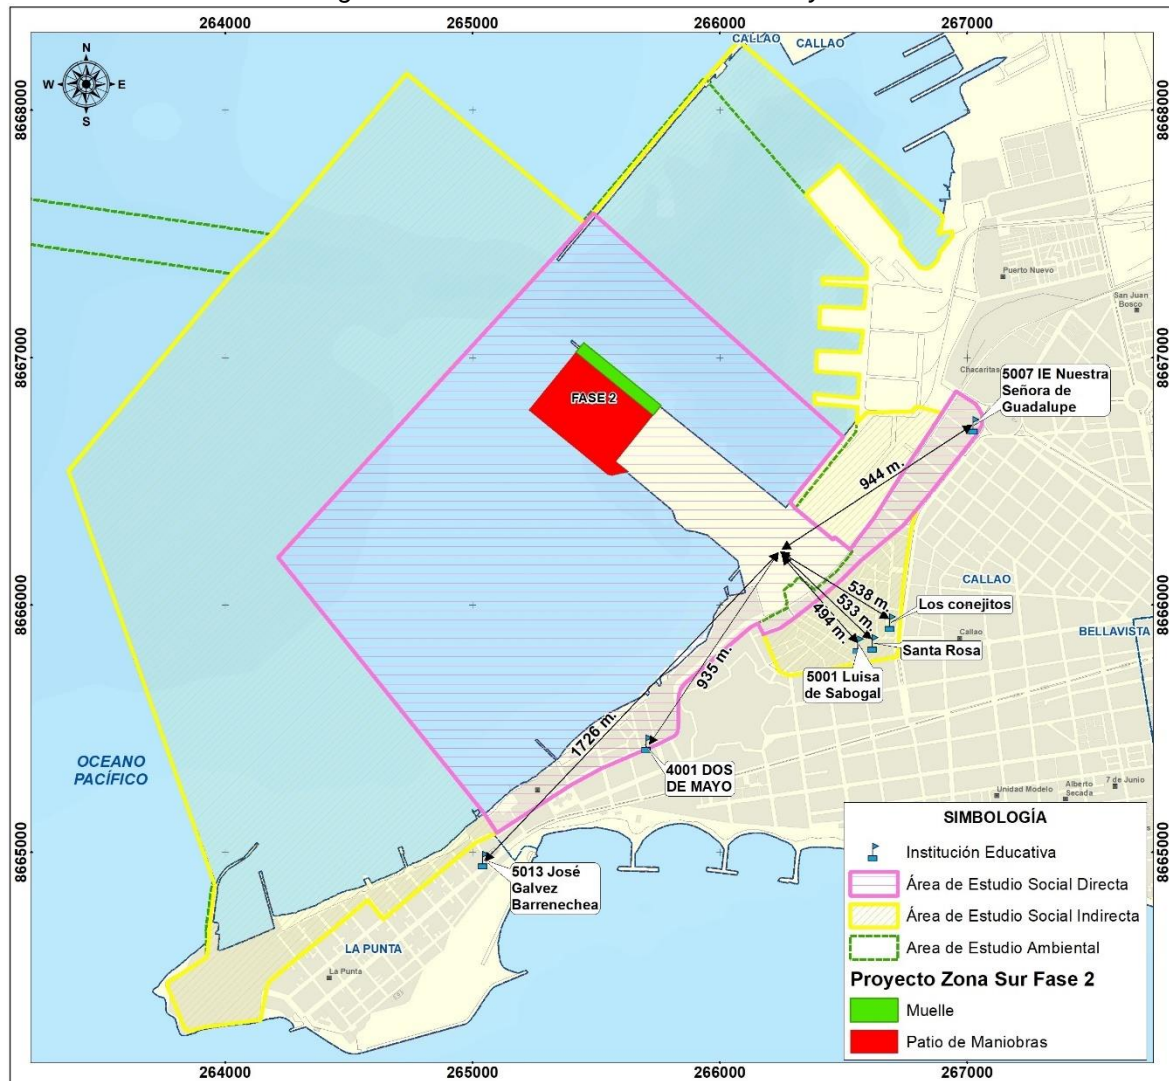 264000
265000
266000
267000
CALLAO
CALLAO
N
W
E
S
8668000
8668000
Puerto Nuevo
San Juan
Bosco
8667000
8667000
Chacaritas
5007 IE Nuestra
Señora de
Guadalupe
FASE 2
944 m.
8666000
8666000
CALLAO
538 m.
533 m.
494 m.
Los conejitos
BELLAVISTA
Callao
Santa Rosa
5001 Luisa
de Sabogal
935 m.
1726 m.
OCEANO
PACÍFICO
4001 DOS
DE MAYO
Unidad Modelo
Alberto
Secada
7 de Junio
8665000
8665000
5013 José
Galvez
Barrenechea
LA PUNTA
La Punta
SIMBOLOGÍA
Institución Educativa
Área de Estudio Social Directa
Área de Estudio Social Indirecta
Area de Estudio Ambiental
Proyecto Zona Sur Fase 2
Muelle
Patio de Maniobras
264000
265000
266000
267000